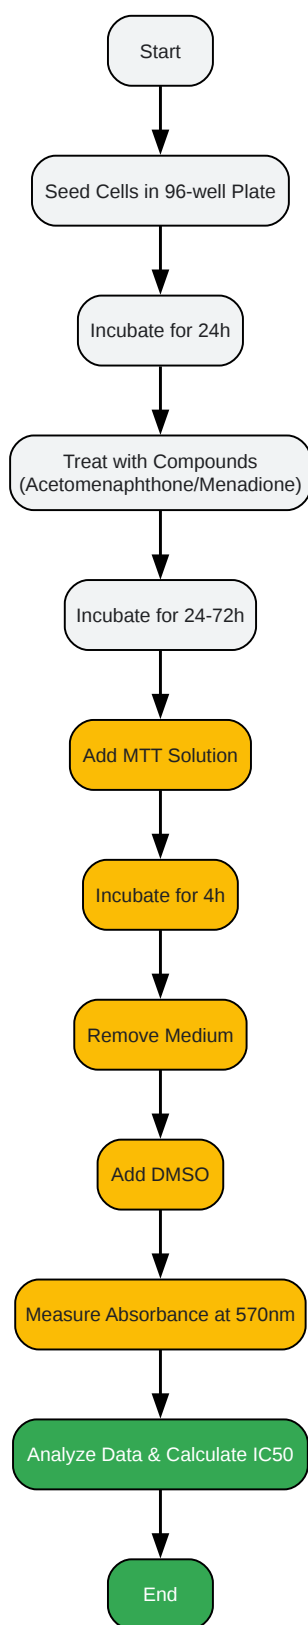 Start
Seed Cells in 96-well Plate
Incubate for 24h
Treat with Compounds
(Acetomenaphthone/Menadione)
Incubate for 24-72h
Add MTT Solution
Incubate for 4h
Remove Medium
Add DMSO
Measure Absorbance at 570nm
Analyze Data & Calculate IC50
End